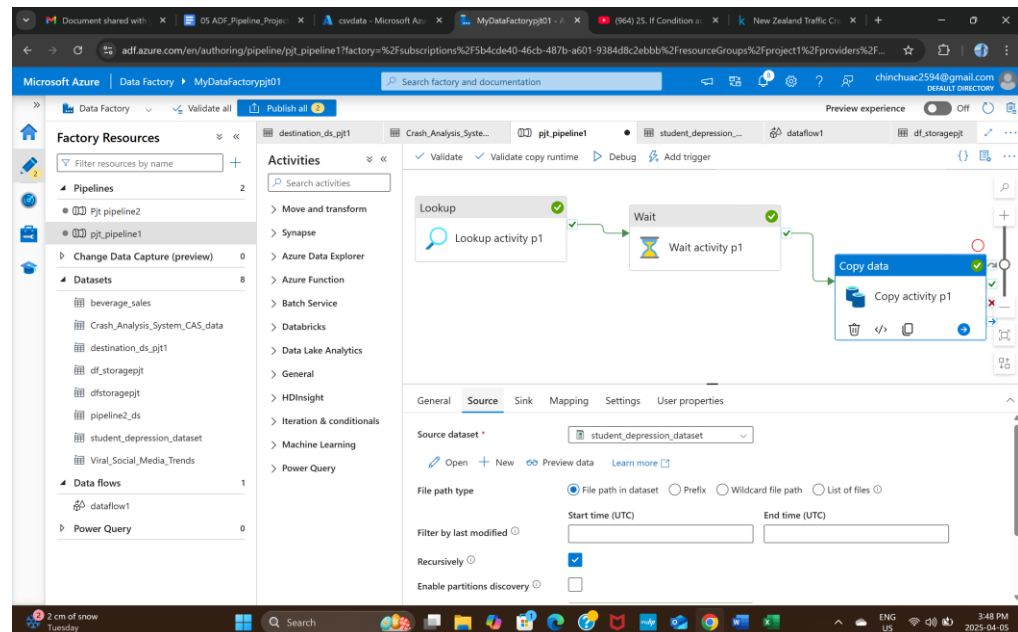 Document shared with
05 ADF_Pipeline_Projec
csvdata - Microsoft Azu
MyDataFactorypjt01 - A
(964) 25. If Condition ac
New Zealand Traffic Cra
adf.azure.com/en/authoring/pipeline/pjt_pipeline1?factory=%2Fsubscriptions%2F5b4cde40-46cb-487b-a601-9384d8c2ebbb%2FresourceGroups%2Fproject1%2Fproviders%2F...
Microsoft Azure
Data Factory
MyDataFactorypjt01
Search factory and documentation
chinchuac2594@gmail.com
DEFAULT DIRECTORY
Data Factory
Validate all
Publish all 2
Preview experience
Off
Factory Resources
Filter resources by name
Pipelines 2
Pjt pipeline2
pjt_pipeline1
Change Data Capture (preview) 0
Datasets 8
beverage_sales
Crash_Analysis_System_CAS_data
destination_ds_pjt1
df_storagepjt
dfstoragepjt
pipeline2_ds
student_depression_dataset
Viral_Social_Media_Trends
Data flows 1
dataflow1
Power Query 0
destination_ds_pjt1
Crash_Analysis_Syste...
pjt_pipeline1
student_depression_...
dataflow1
df_storagepjt
Activities
Search activities
Move and transform
Synapse
Azure Data Explorer
Azure Function
Batch Service
Databricks
Data Lake Analytics
General
HDInsight
Iteration & conditionals
Machine Learning
Power Query
Validate
Validate copy runtime
Debug
Add trigger
Lookup
Lookup activity p1
Wait
Wait activity p1
Copy data
Copy activity p1
General
Source
Sink
Mapping
Settings
User properties
Source dataset *
student_depression_dataset
Open
New
Preview data
Learn more
File path type
File path in dataset
Prefix
Wildcard file path
List of files
Start time (UTC)
End time (UTC)
Filter by last modified
Recursively
Enable partitions discovery
2 cm of snow
Tuesday
Search
ENG
US
3:48 PM
2025-04-05